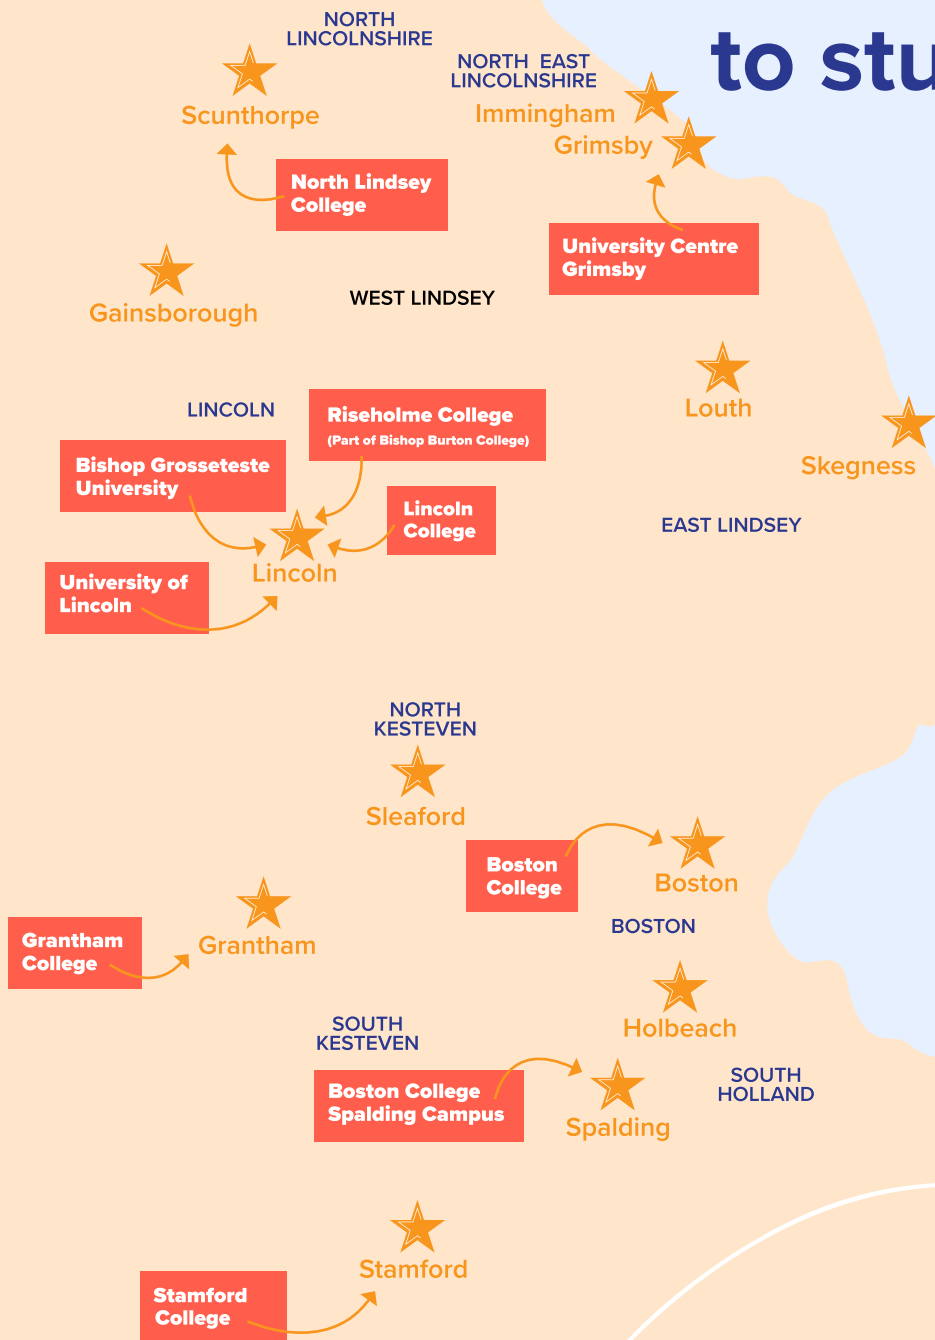 NORTH
LINCOLNSHIRE
to stu
NORTH EAST
LINCOLNSHIRE
Scunthorpe
Immingham
Grimsby
North Lindsey
College
University Centre
Grimsby
Gainsborough
WEST LINDSEY
Louth
LINCOLN
Riseholme College
(Part of Bishop Burton College)
Skegness
Bishop Grosseteste
University
Lincoln
College
EAST LINDSEY
Lincoln
University of
Lincoln
NORTH
KESTEVEN
Sleaford
Boston
College
Boston
BOSTON
Grantham
College
Grantham
Holbeach
SOUTH
KESTEVEN
Boston College
Spalding Campus
SOUTH
HOLLAND
Spalding
Stamford
Stamford
College